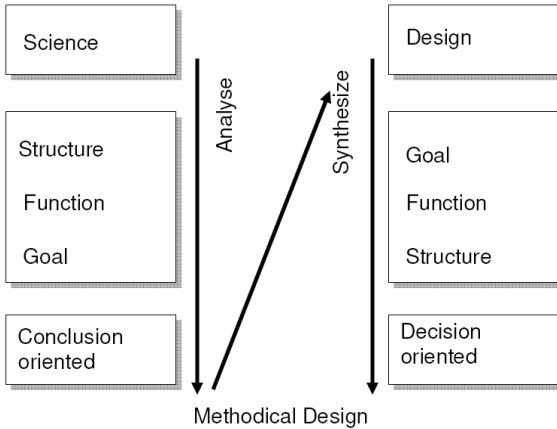 Science
Structure
Function
Goal
Conclusion
oriented
Analyse
Synthesize
Design
Goal
Function
Structure
Decision
oriented
Methodical Design